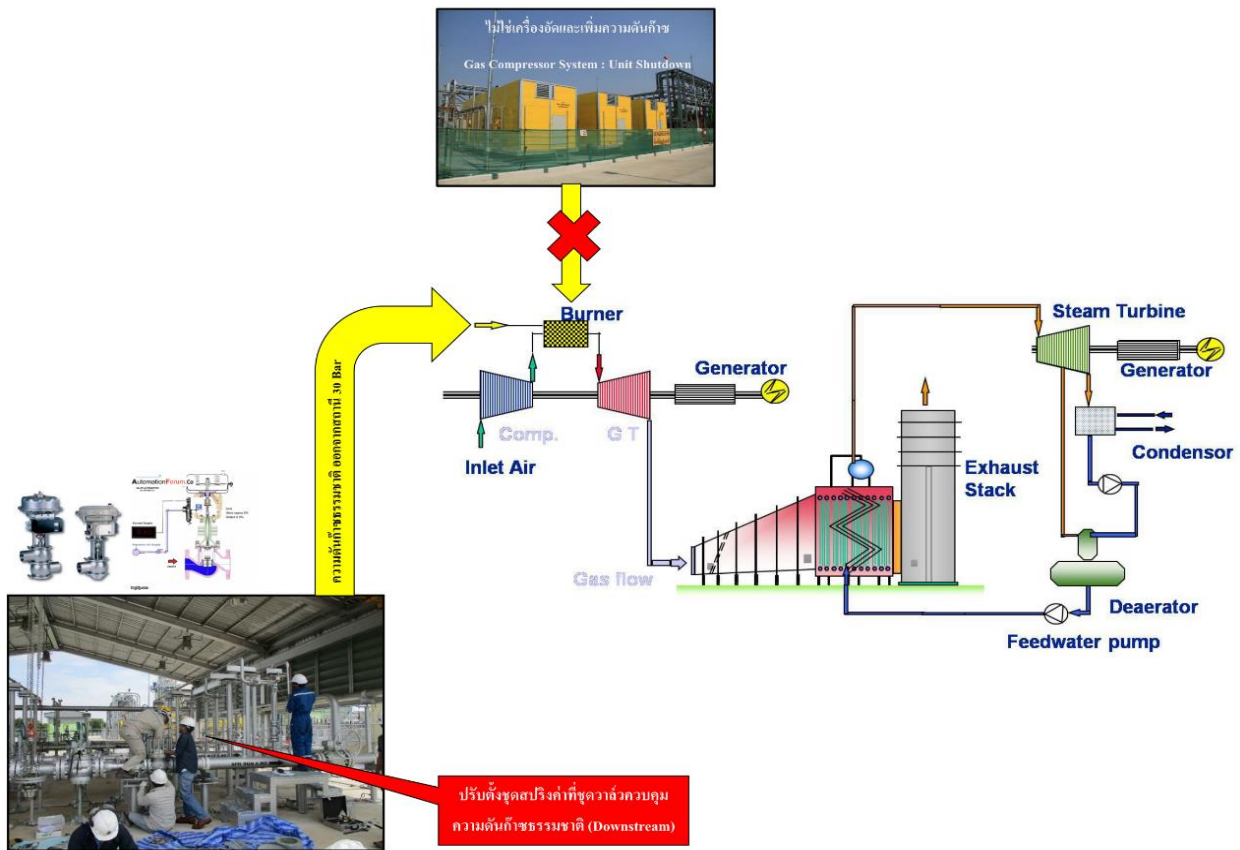 ไม่ใช่เครื่องอัดและเพิ่มความดันก๊าซ
Gas Compressor System : Unit Shutdown
Burner
Steam Turbine
Generator
Generator
Comp.
G T
Inlet Air
Condensor
Exhaust
Stack
ความดันก๊าซธรรมชาติ ออกจากสถานี 30 Bar
AutomationForum.Co
Gas flow
Deaerator
Feedwater pump
ปรับตั้งชุดสปริงค่าที่ชุดวาล์วควบคุม
ความดันก๊าซธรรมชาติ (Downstream)